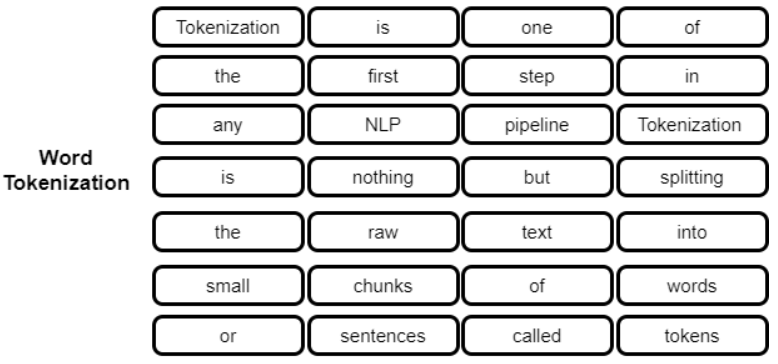 Word
Tokenization
Tokenization is one of
the first step in
any NLP pipeline Tokenization
is nothing but splitting
the raw text into
small chunks of words
or sentences called tokens